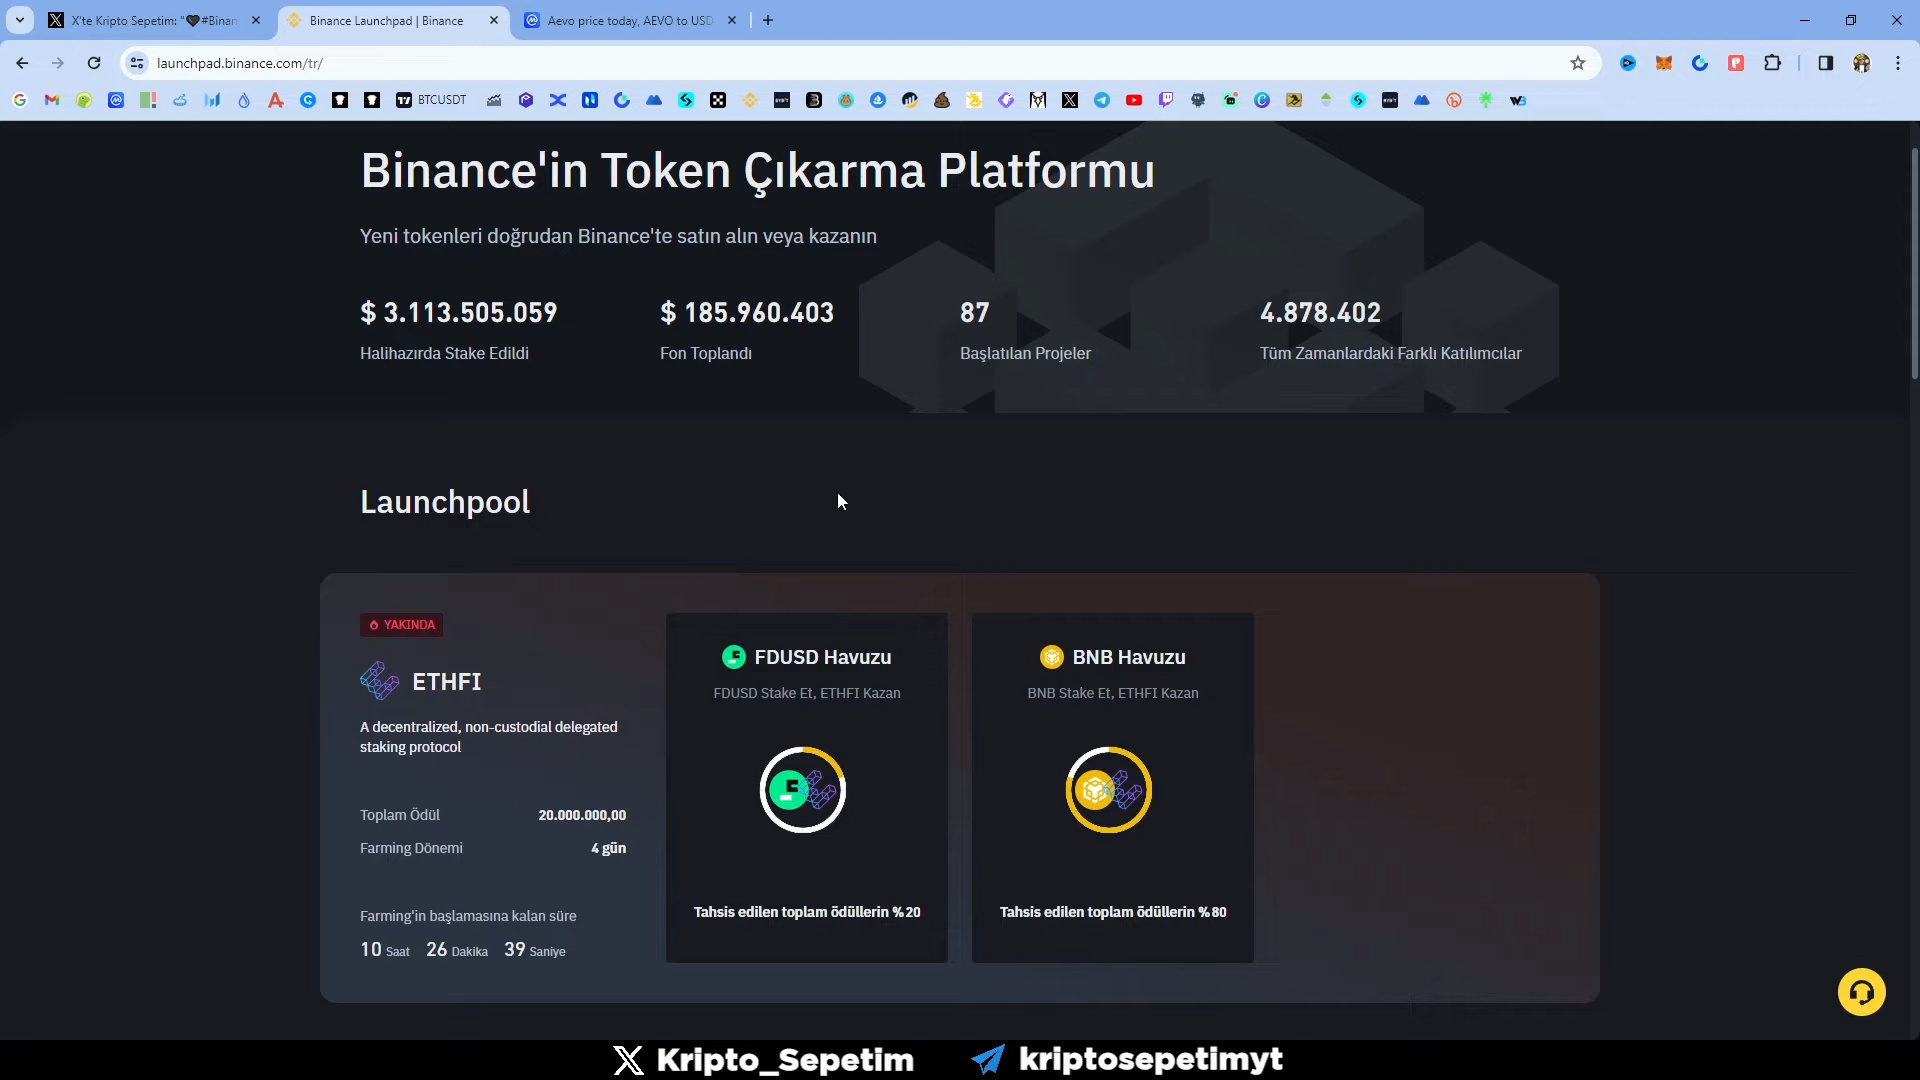 X'te Kripto Sepetim: "🖤#Binan
Binance Launchpad | Binance
Aevo price today, AEVO to USD
launchpad.binance.com/tr/
BTCUSDT
Binance'in Token Çıkarma Platformu
Yeni tokenleri doğrudan Binance'te satın alın veya kazanın
$ 3.113.505.059
Halihazırda Stake Edildi
$ 185.960.403
Fon Toplandı
87
Başlatılan Projeler
4.878.402
Tüm Zamanlardaki Farklı Katılımcılar
Launchpool
YAKINDA
ETHFI
A decentralized, non-custodial delegated
staking protocol
Toplam Ödül 20.000.000,00
Farming Dönemi 4 gün
Farming'in başlamasına kalan süre
10 Saat 26 Dakika 39 Saniye
FDUSD Havuzu
FDUSD Stake Et, ETHFI Kazan
Tahsis edilen toplam ödüllerin %20
BNB Havuzu
BNB Stake Et, ETHFI Kazan
Tahsis edilen toplam ödüllerin %80
Kripto_Sepetim
kriptosepetimyt